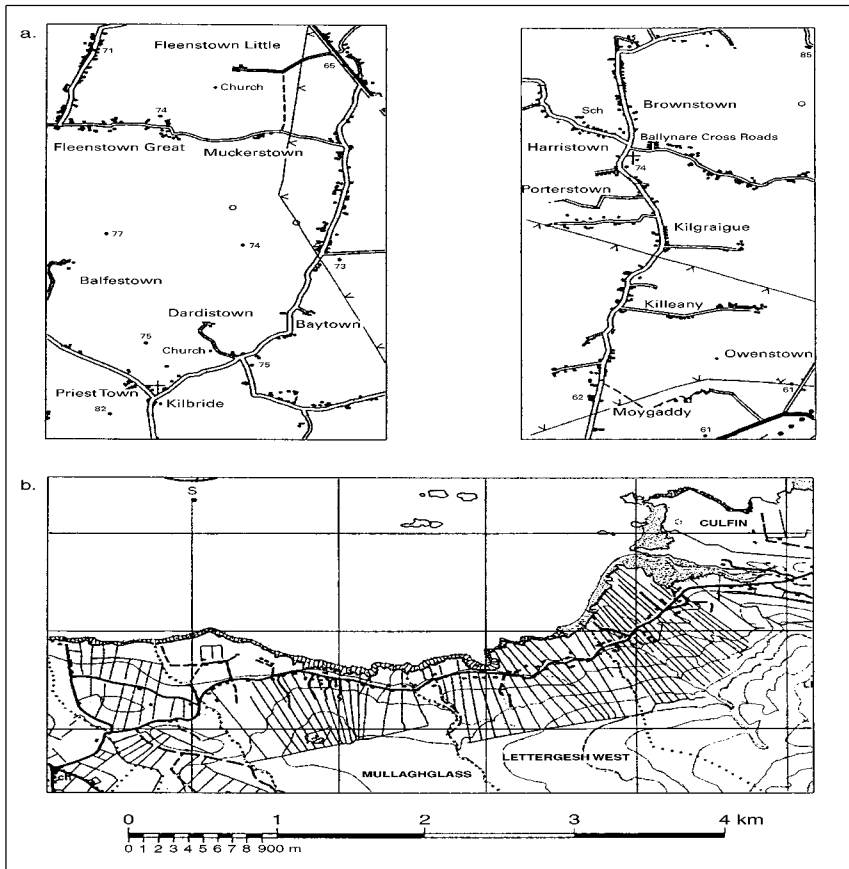 a.
71
Fleenstown Little
65
Church
74
Fleenstown Great
Muckerstown
77
74
73
Balfestown
Dardistown
Baytown
75
Church
75
Priest Town
82
Kilbride
85
Brownstown
Sch
Ballynare Cross Roads
Harristown
74
Porterstown
Kilgraigue
Killeany
Owenstown
62
61
Moygaddy
61
b.
S
CULFIN
LETTERGESH WEST
MULLAGHGLASS
0 1 2 3 4 km
0 1 2 3 4 5 6 7 8 900 m